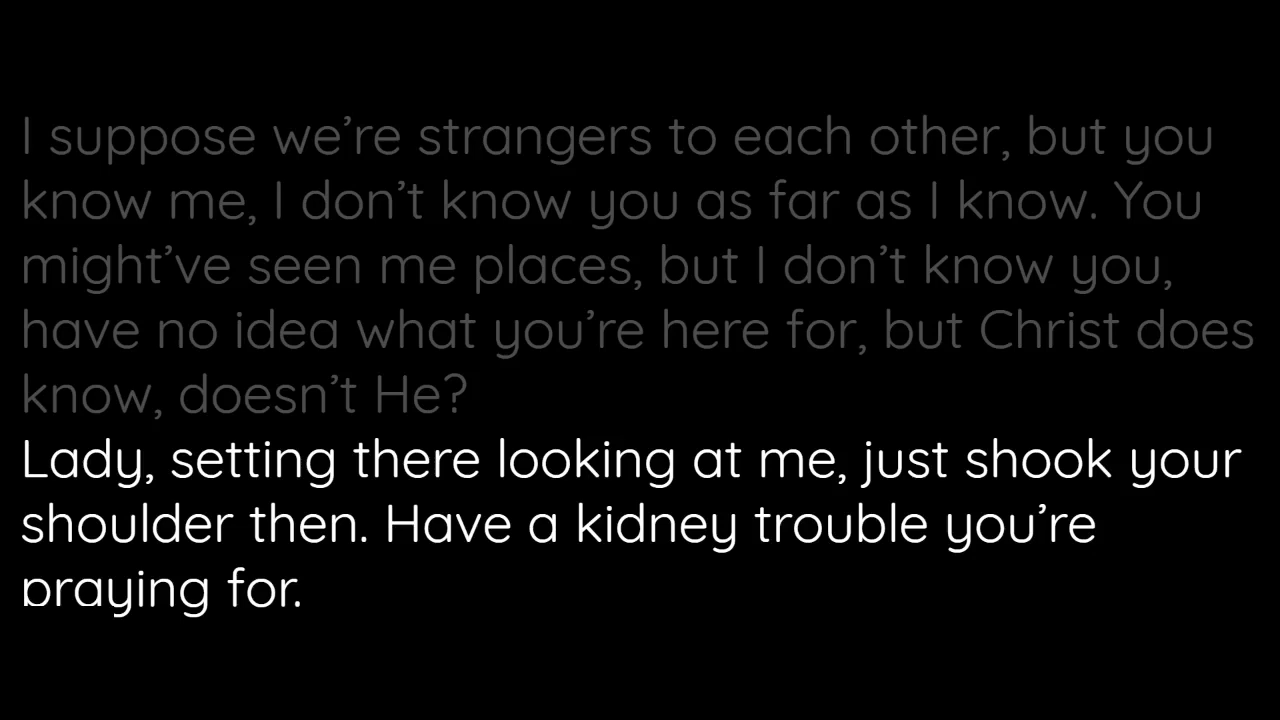 I suppose we’re strangers to each other, but you
know me, I don’t know you as far as I know. You
might’ve seen me places, but I don’t know you,
have no idea what you’re here for, but Christ does
know, doesn’t He?
Lady, setting there looking at me, just shook your
shoulder then. Have a kidney trouble you’re
praying for.